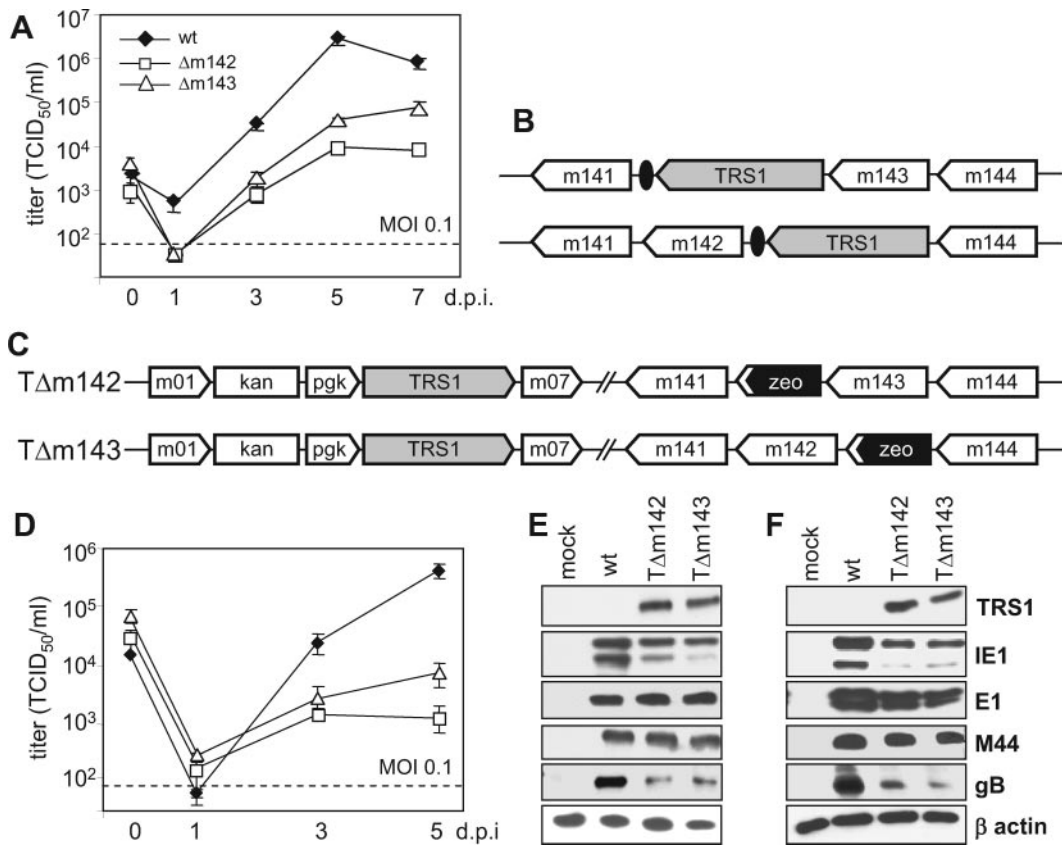 A
titer (TCID50/ml)
10^7
10^6
10^5
10^4
10^3
10^2
wt
Δm142
Δm143
MOI 0.1
0 1 3 5 7 d.p.i.
B
m141 TRS1 m143 m144
m141 m142 TRS1 m144
C
TΔm142 m01 kan pgk TRS1 m07 // m141 zeo m143 m144
TΔm143 m01 kan pgk TRS1 m07 // m141 m142 zeo m144
D
titer (TCID50/ml)
10^6
10^5
10^4
10^3
10^2
MOI 0.1
0 1 3 5 d.p.i
E
mock wt TΔm142 TΔm143
F
mock wt TΔm142 TΔm143
TRS1
IE1
E1
M44
gB
β actin